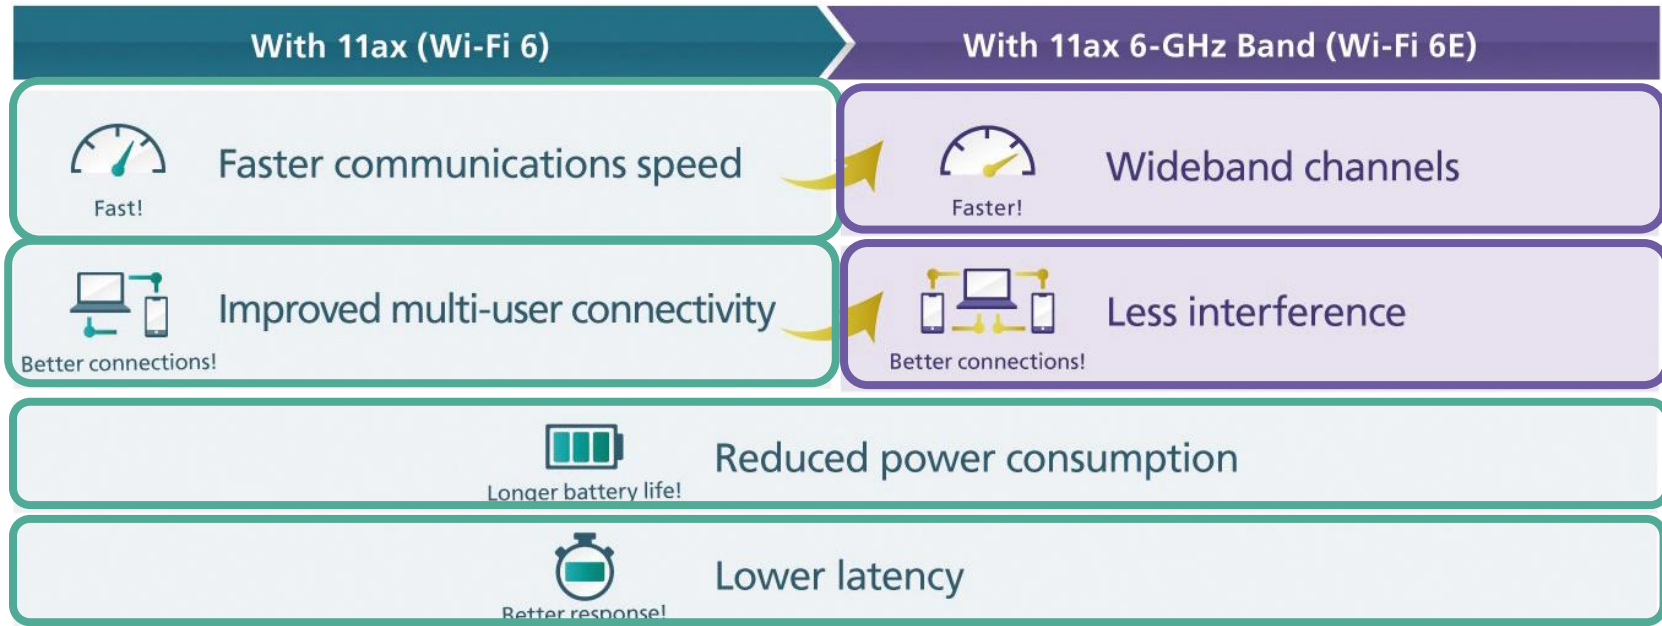 With 11ax (Wi-Fi 6)
With 11ax 6-GHz Band (Wi-Fi 6E)
Fast!
Faster communications speed
Faster!
Wideband channels
Better connections!
Improved multi-user connectivity
Better connections!
Less interference
Longer battery life!
Reduced power consumption
Better response!
Lower latency